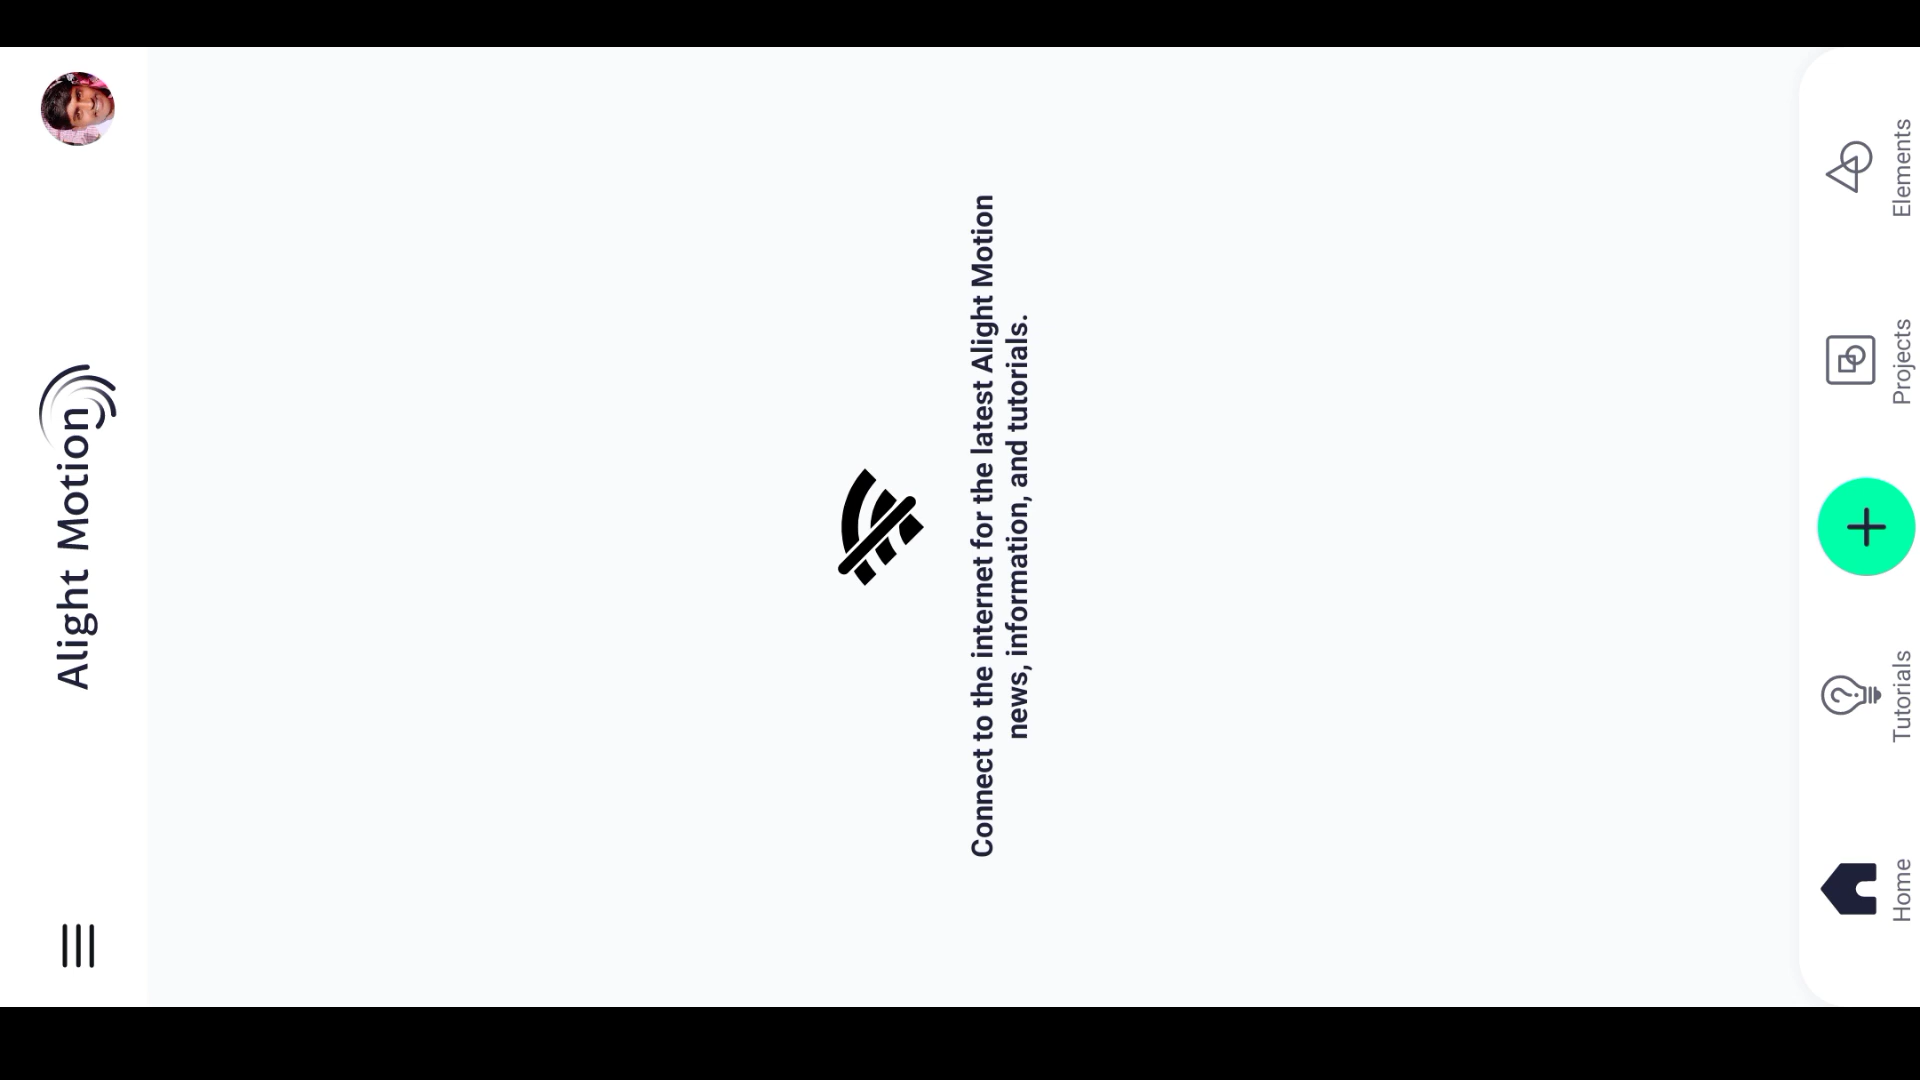 Alight Motion
Connect to the internet for the latest Alight Motion
news, information, and tutorials.
Home
Tutorials
Projects
Elements